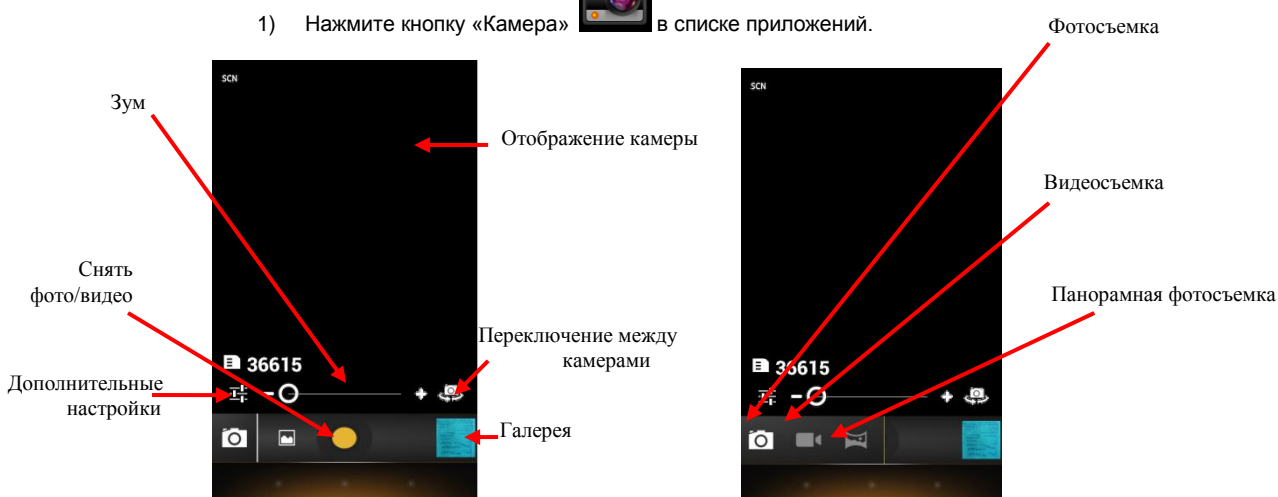 1) Нажмите кнопку «Камера» в списке приложений.
Фотосъемка
SCN
SCN
Зум
Отображение камеры
Видеосъемка
Снять
фото/видео
Панорамная фотосъемка
Переключение между
камерами
36615
36615
Дополнительные
настройки
Галерея